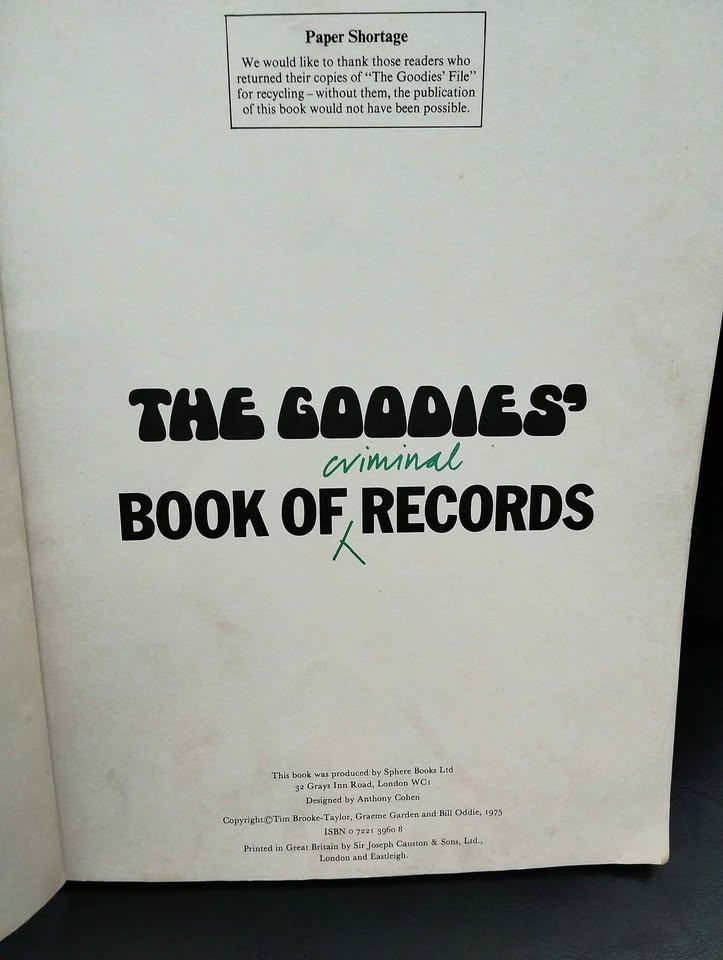 Paper Shortage
We would like to thank those readers who
returned their copies of “The Goodies’ File”
for recycling – without them, the publication
of this book would not have been possible.
THE GOODIES’
criminal
BOOK OF RECORDS
This book was produced by Sphere Books Ltd
32 Grays Inn Road, London WC1
Designed by Anthony Cohen
Copyright©Tim Brooke-Taylor, Graeme Garden and Bill Oddie, 1975
ISBN 0 7221 3960 8
Printed in Great Britain by Sir Joseph Causton & Sons, Ltd.,
London and Eastleigh.